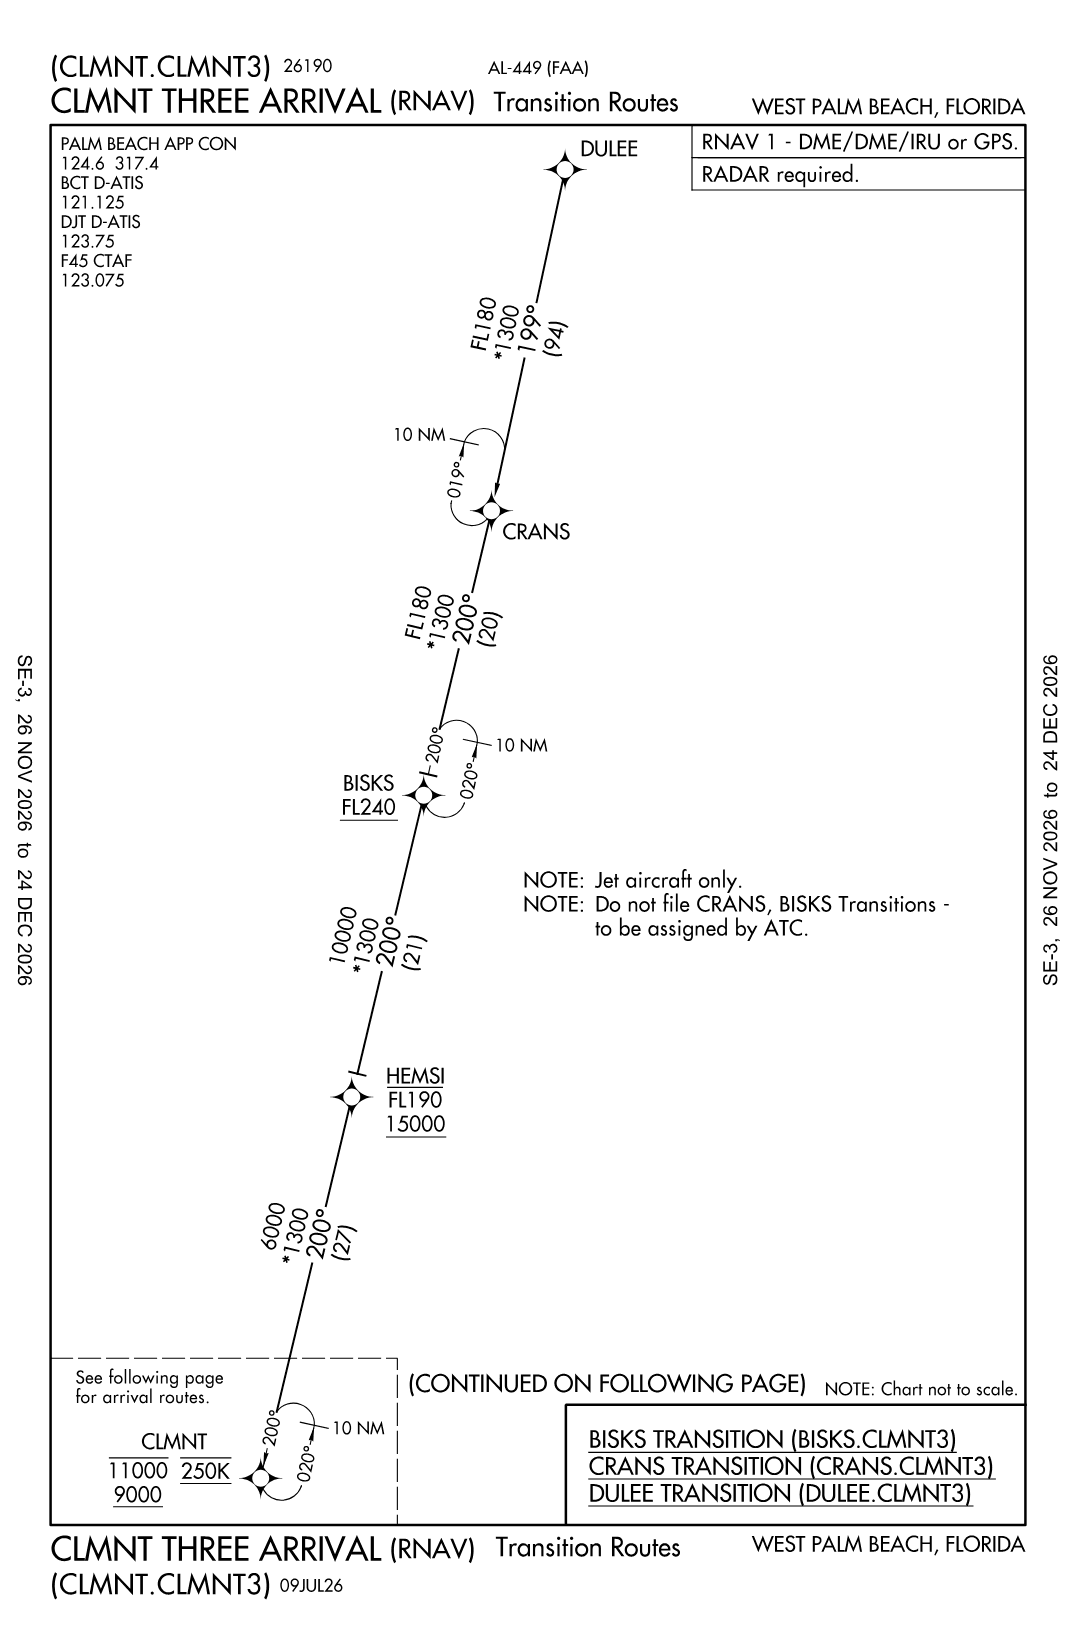 (CLMNT.CLMNT3) 26190
AL-449 (FAA)
CLMNT THREE ARRIVAL (RNAV) Transition Routes
WEST PALM BEACH, FLORIDA
PALM BEACH APP CON
124.6 317.4
BCT D-ATIS
121.125
DJT D-ATIS
123.75
F45 CTAF
123.075
RNAV 1 - DME/DME/IRU or GPS.
RADAR required.
DULEE
FL180
*1300
199°
(94)
10 NM
019°
CRANS
FL180
*1300
200°
(20)
200°
10 NM
020°
BISKS
FL240
NOTE: Jet aircraft only.
NOTE: Do not file CRANS, BISKS Transitions -
to be assigned by ATC.
10000
*1300
200°
(21)
HEMSI
FL190
15000
6000
*1300
200°
(27)
See following page
for arrival routes.
(CONTINUED ON FOLLOWING PAGE)
NOTE: Chart not to scale.
200°
10 NM
020°
CLMNT
11000 250K
9000
BISKS TRANSITION (BISKS.CLMNT3)
CRANS TRANSITION (CRANS.CLMNT3)
DULEE TRANSITION (DULEE.CLMNT3)
SE-3, 26 NOV 2026 to 24 DEC 2026
SE-3, 26 NOV 2026 to 24 DEC 2026
CLMNT THREE ARRIVAL (RNAV) Transition Routes
WEST PALM BEACH, FLORIDA
(CLMNT.CLMNT3) 09JUL26